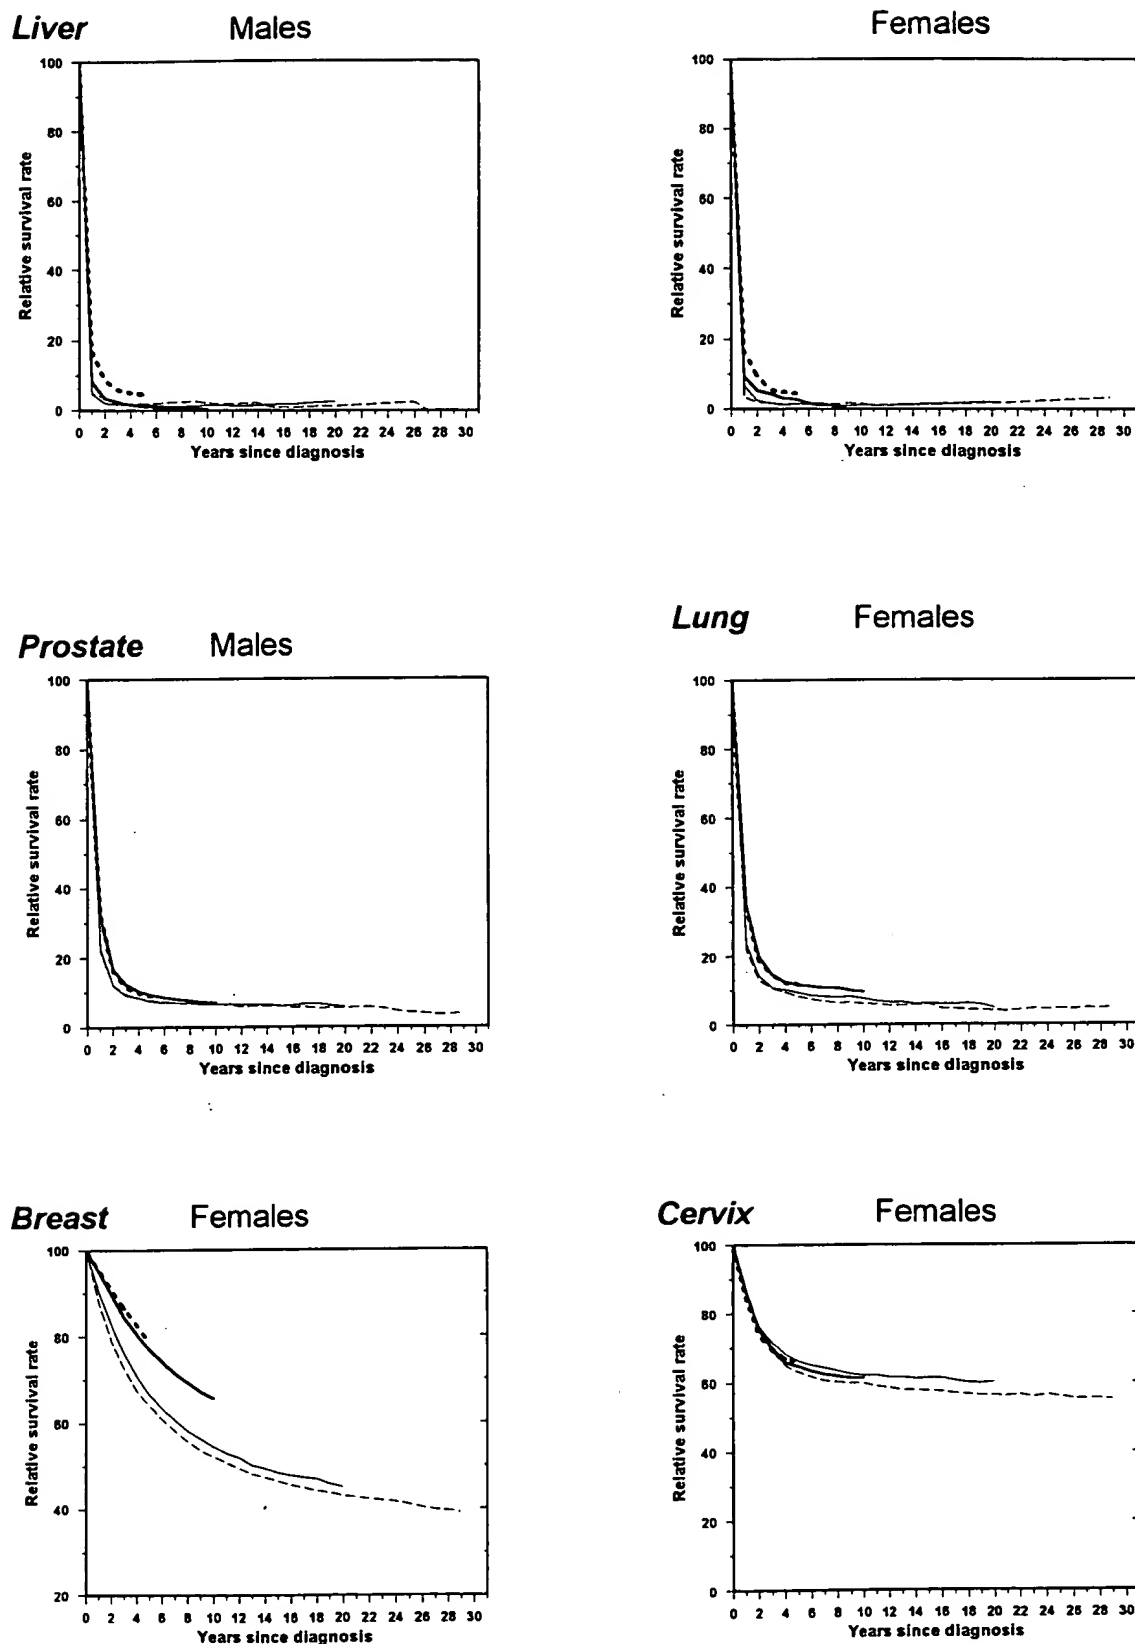 Liver Males
Females
100
80
60
40
20
0
Relative survival rate
0 2 4 6 8 10 12 14 16 18 20 22 24 26 28 30
Years since diagnosis
100
80
60
40
20
0
Relative survival rate
0 2 4 6 8 10 12 14 16 18 20 22 24 26 28 30
Years since diagnosis
Prostate Males
Lung Females
100
80
60
40
20
0
Relative survival rate
0 2 4 6 8 10 12 14 16 18 20 22 24 26 28 30
Years since diagnosis
100
80
60
40
20
0
Relative survival rate
0 2 4 6 8 10 12 14 16 18 20 22 24 26 28 30
Years since diagnosis
Breast Females
Cervix Females
100
80
60
40
20
Relative survival rate
0 2 4 6 8 10 12 14 16 18 20 22 24 26 28 30
Years since diagnosis
100
80
60
40
20
0
Relative survival rate
0 2 4 6 8 10 12 14 16 18 20 22 24 26 28 30
Years since diagnosis